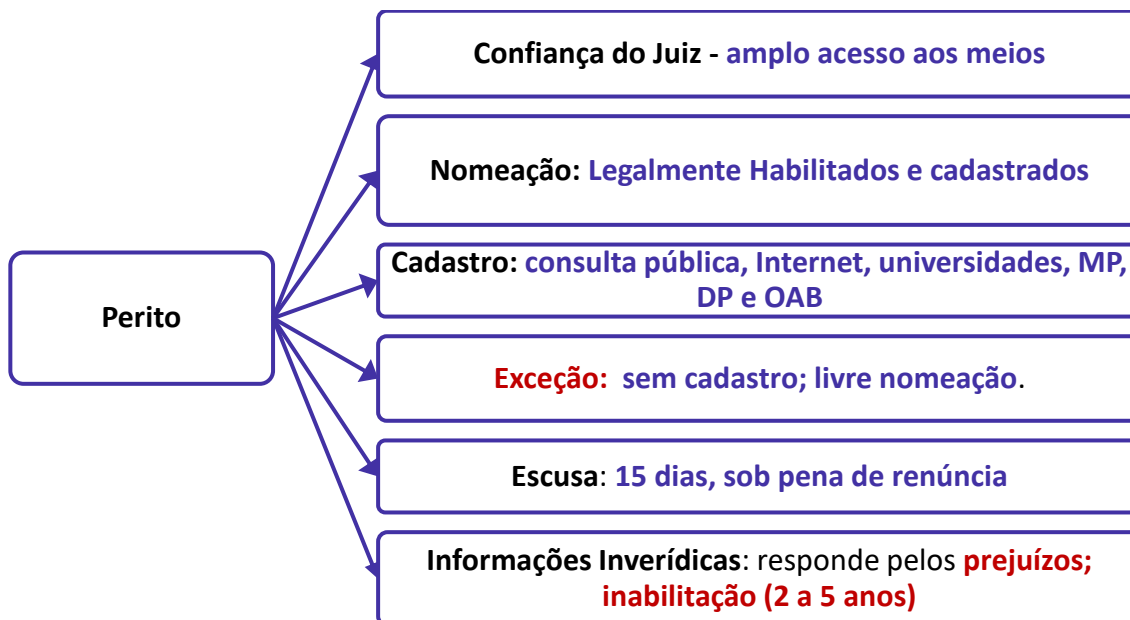 Confiança do Juiz - amplo acesso aos meios
Nomeação: Legalmente Habilitados e cadastrados
Cadastro: consulta pública, Internet, universidades, MP,
DP e OAB
Perito
Exceção: sem cadastro; livre nomeação.
Escusa: 15 dias, sob pena de renúncia
Informações Inverídicas: responde pelos prejuízos;
inabilitação (2 a 5 anos)